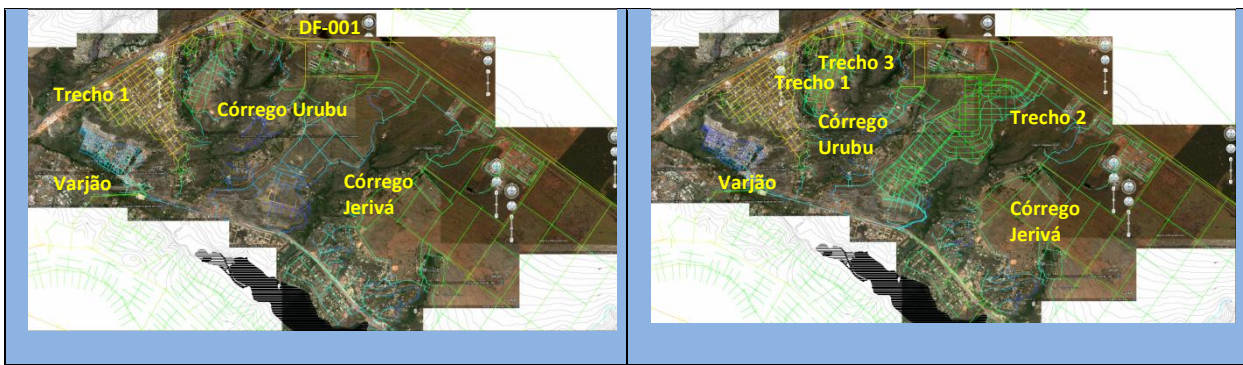 DF-001
Trecho 1
Córrego Urubu
Varjão
Córrego
Jerivá
Trecho 3
Trecho 1
Trecho 2
Córrego
Urubu
Varjão
Córrego
Jerivá